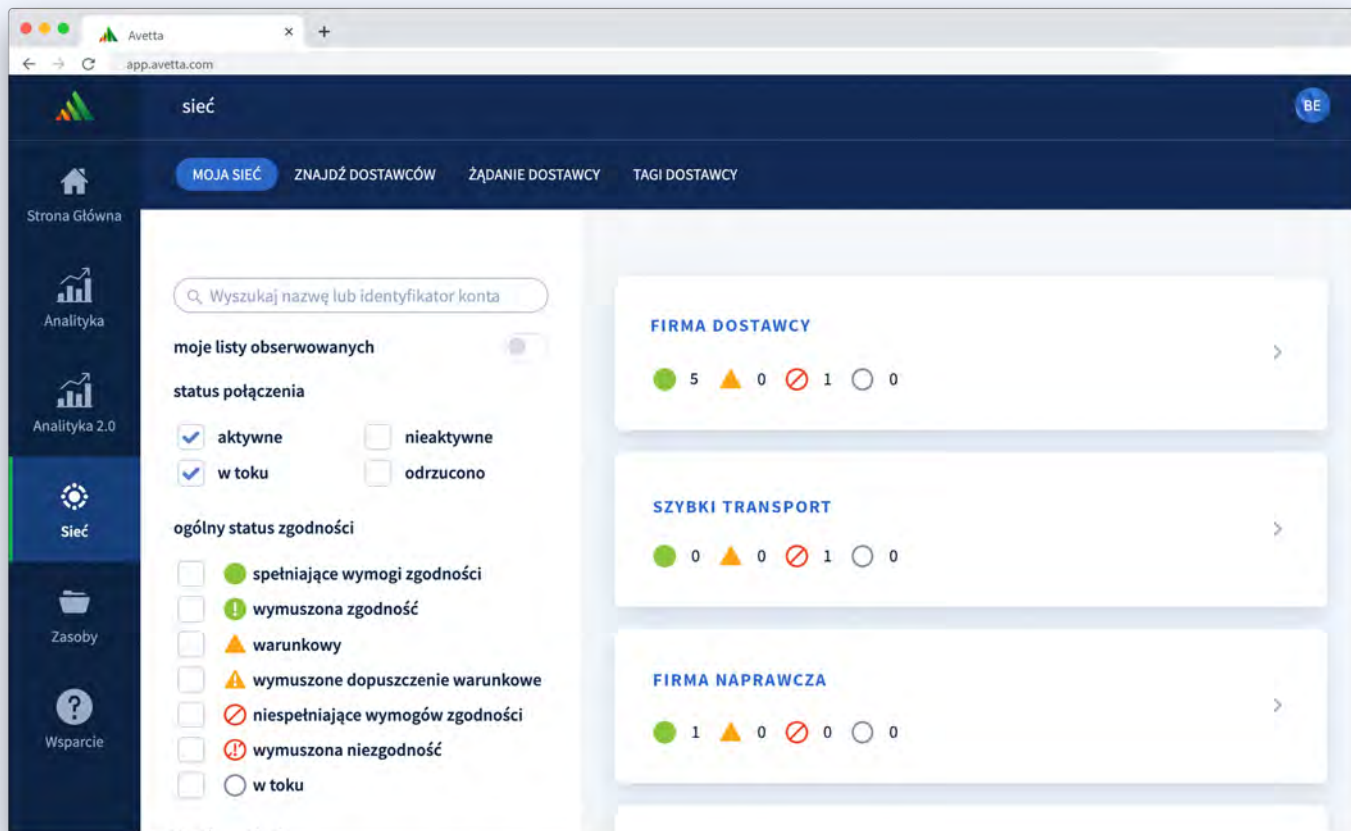 Avetta × +
app.avetta.com
sieć
BE
MOJA SIEĆ ZNAJDŹ DOSTAWCÓW ŻĄDANIE DOSTAWCY TAGI DOSTAWCY
Strona Główna
Analityka
Analityka 2.0
Sieć
Zasoby
Wsparcie
Wyszukaj nazwę lub identyfikator konta
moje listy obserwowanych
status połączenia
aktywne nieaktywne
w toku odrzucono
ogólny status zgodności
spełniające wymogi zgodności
wymuszona zgodność
warunkowy
wymuszone dopuszczenie warunkowe
niespełniające wymogów zgodności
wymuszona niezgodność
w toku
FIRMA DOSTAWCY
5 0 1 0
SZYBKI TRANSPORT
0 0 1 0
FIRMA NAPRAWCZA
1 0 0 0